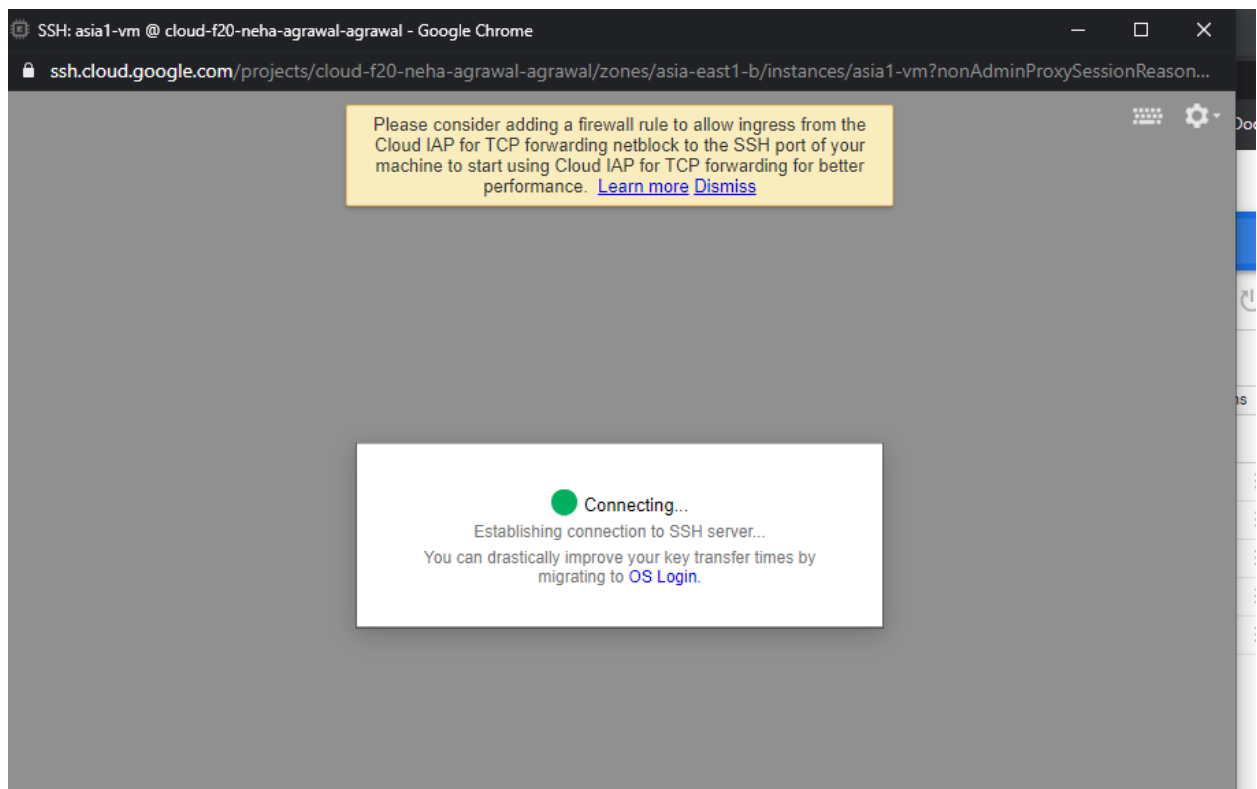 SSH: asia1-vm @ cloud-f20-neha-agrawal-agrawal - Google Chrome
ssh.cloud.google.com/projects/cloud-f20-neha-agrawal-agrawal/zones/asia-east1-b/instances/asia1-vm?nonAdminProxySessionReason...
Please consider adding a firewall rule to allow ingress from the
Cloud IAP for TCP forwarding netblock to the SSH port of your
machine to start using Cloud IAP for TCP forwarding for better
performance. Learn more Dismiss
Connecting...
Establishing connection to SSH server...
You can drastically improve your key transfer times by
migrating to OS Login.